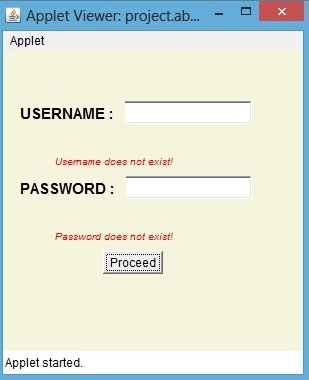 Applet Viewer: project.ab...
Applet
USERNAME :
Username does not exist!
PASSWORD :
Password does not exist!
Proceed
Applet started.